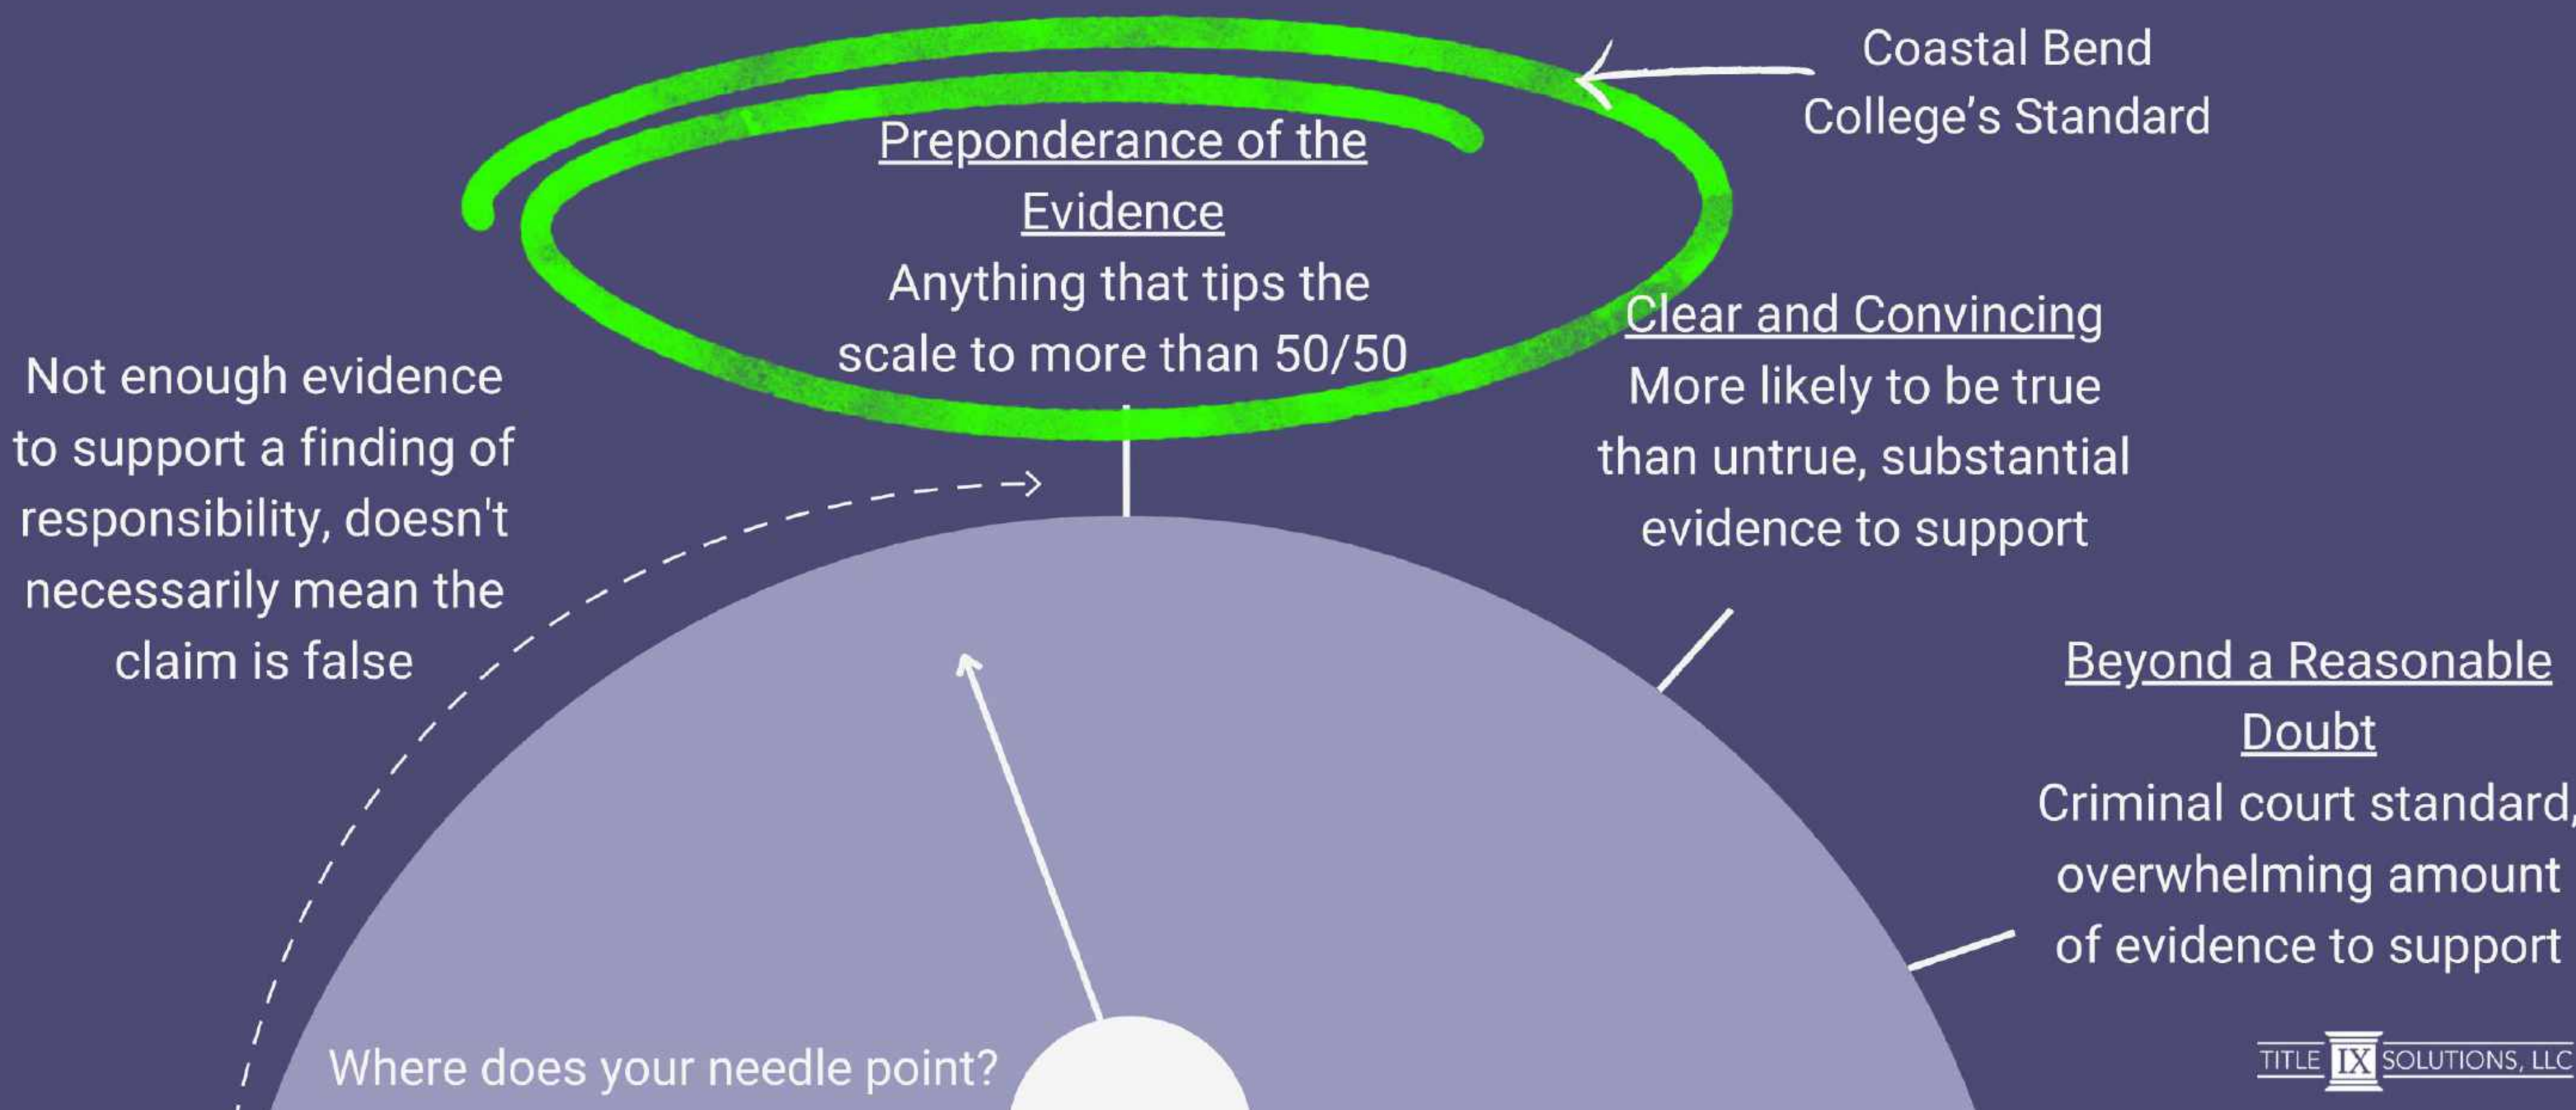 Coastal Bend
College’s Standard
Preponderance of the
Evidence
Anything that tips the
scale to more than 50/50
Clear and Convincing
More likely to be true
than untrue, substantial
evidence to support
Not enough evidence
to support a finding of
responsibility, doesn't
necessarily mean the
claim is false
Beyond a Reasonable
Doubt
Criminal court standard,
overwhelming amount
of evidence to support
Where does your needle point?
TITLE IX SOLUTIONS, LLC